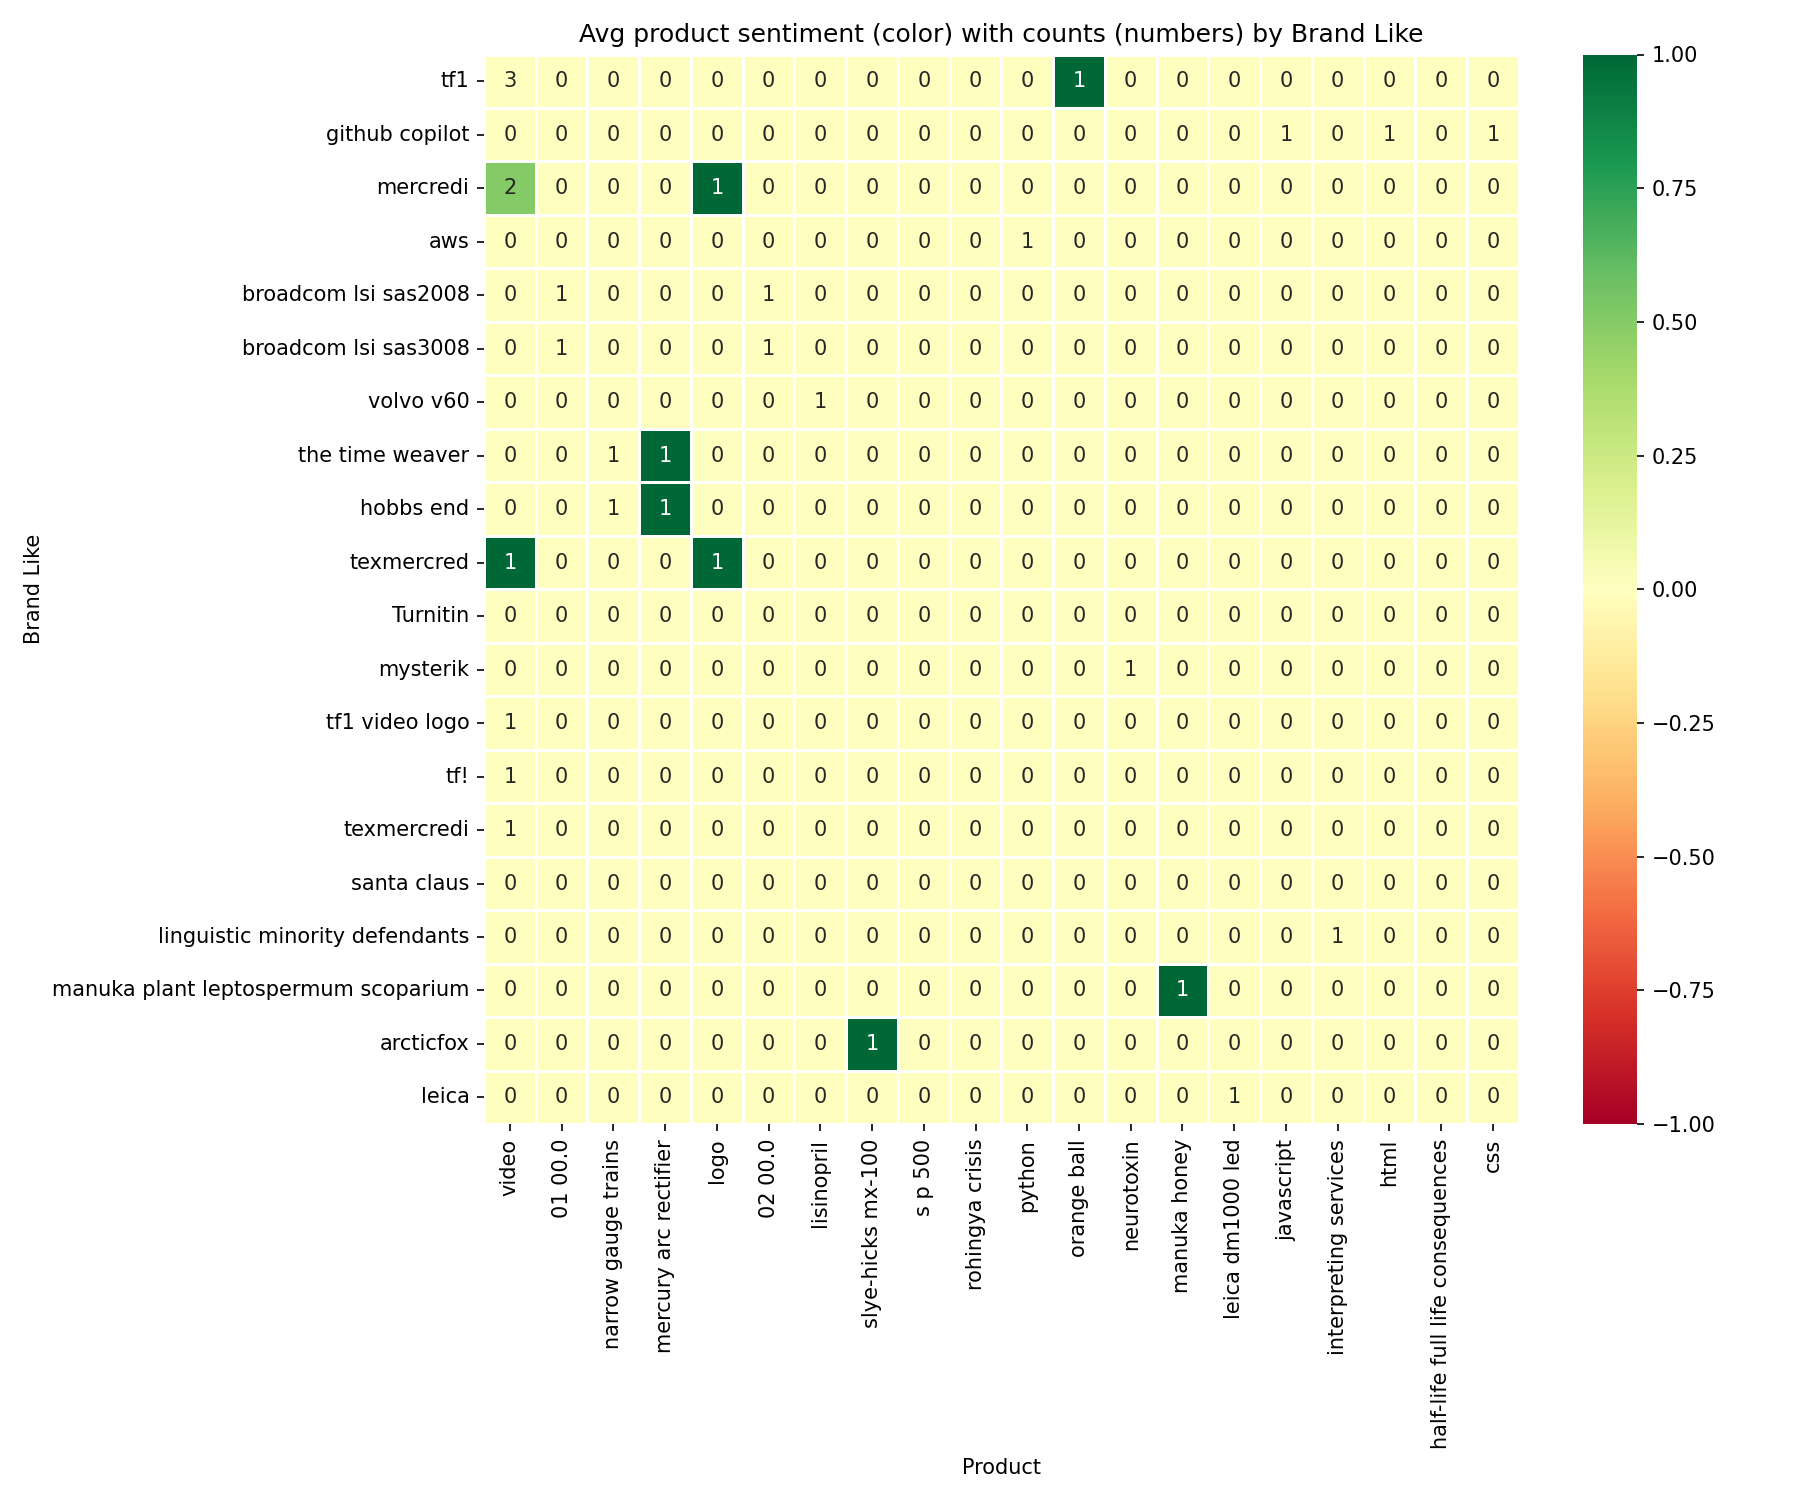 Avg product sentiment (color) with counts (numbers) by Brand Like
tf1 3 0 0 0 0 0 0 0 0 0 0 1 0 0 0 0 0 0 0 0
github copilot 0 0 0 0 0 0 0 0 0 0 0 0 0 0 0 1 0 1 0 1
mercredi 2 0 0 0 1 0 0 0 0 0 0 0 0 0 0 0 0 0 0 0
aws 0 0 0 0 0 0 0 0 0 0 1 0 0 0 0 0 0 0 0 0
broadcom lsi sas2008 0 1 0 0 0 1 0 0 0 0 0 0 0 0 0 0 0 0 0 0
broadcom lsi sas3008 0 1 0 0 0 1 0 0 0 0 0 0 0 0 0 0 0 0 0 0
volvo v60 0 0 0 0 0 0 1 0 0 0 0 0 0 0 0 0 0 0 0 0
the time weaver 0 0 1 1 0 0 0 0 0 0 0 0 0 0 0 0 0 0 0 0
hobbs end 0 0 1 1 0 0 0 0 0 0 0 0 0 0 0 0 0 0 0 0
texmercred 1 0 0 0 1 0 0 0 0 0 0 0 0 0 0 0 0 0 0 0
Turnitin 0 0 0 0 0 0 0 0 0 0 0 0 0 0 0 0 0 0 0 0
mysterik 0 0 0 0 0 0 0 0 0 0 0 0 1 0 0 0 0 0 0 0
tf1 video logo 1 0 0 0 0 0 0 0 0 0 0 0 0 0 0 0 0 0 0 0
tf! 1 0 0 0 0 0 0 0 0 0 0 0 0 0 0 0 0 0 0 0
texmercredi 1 0 0 0 0 0 0 0 0 0 0 0 0 0 0 0 0 0 0 0
santa claus 0 0 0 0 0 0 0 0 0 0 0 0 0 0 0 0 0 0 0 0
linguistic minority defendants 0 0 0 0 0 0 0 0 0 0 0 0 0 0 0 0 1 0 0 0
manuka plant leptospermum scoparium 0 0 0 0 0 0 0 0 0 0 0 0 0 1 0 0 0 0 0 0
arcticfox 0 0 0 0 0 0 0 1 0 0 0 0 0 0 0 0 0 0 0 0
leica 0 0 0 0 0 0 0 0 0 0 0 0 0 0 1 0 0 0 0 0
Brand Like
video
01 00.0
narrow gauge trains
mercury arc rectifier
logo
02 00.0
lisinopril
slye-hicks mx-100
s p 500
rohingya crisis
python
orange ball
neurotoxin
manuka honey
leica dm1000 led
javascript
interpreting services
html
half-life full life consequences
css
Product
1.00
0.75
0.50
0.25
0.00
−0.25
−0.50
−0.75
−1.00